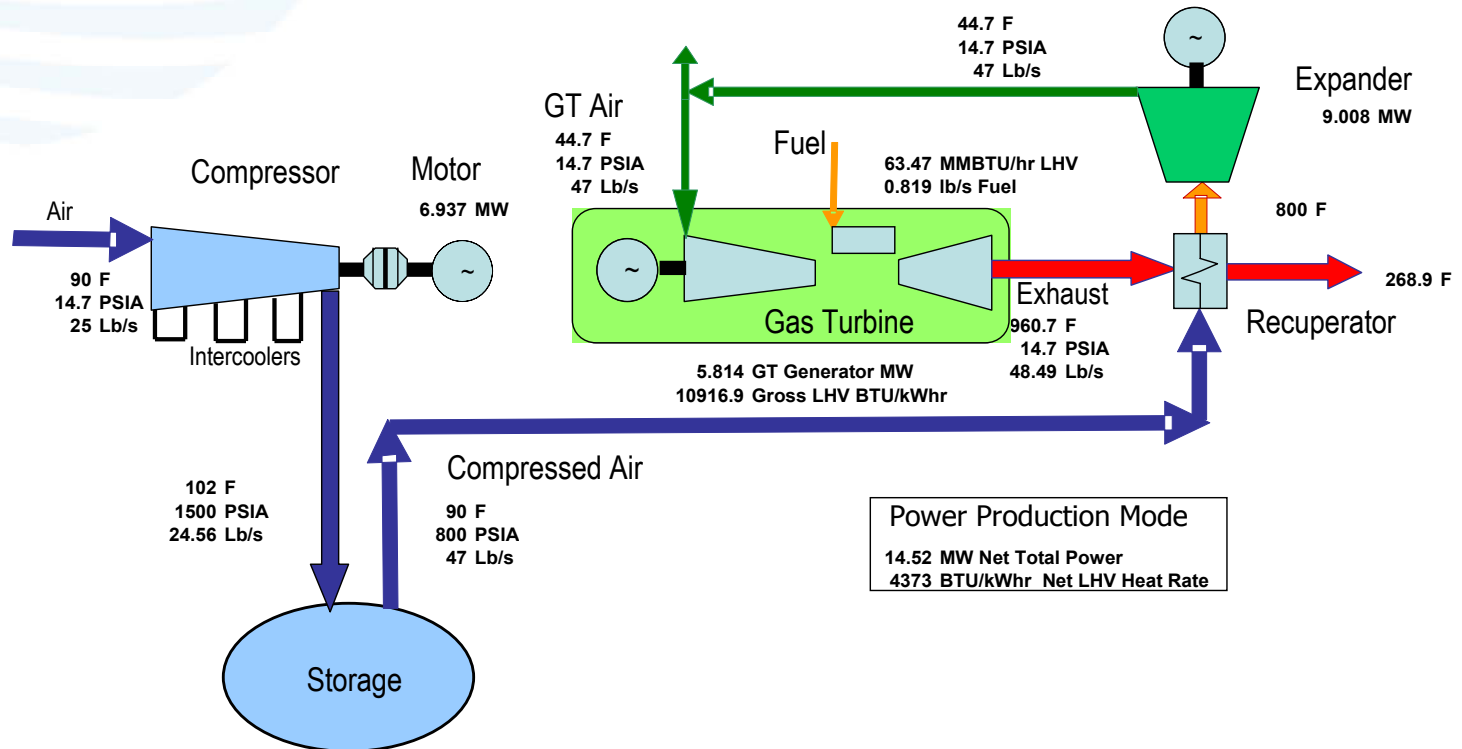 Air
90 F
14.7 PSIA
25 Lb/s
Compressor
Intercoolers
Motor
6.937 MW
~
102 F
1500 PSIA
24.56 Lb/s
Storage
Compressed Air
90 F
800 PSIA
47 Lb/s
GT Air
44.7 F
14.7 PSIA
47 Lb/s
Fuel
63.47 MMBTU/hr LHV
0.819 lb/s Fuel
~
Gas Turbine
5.814 GT Generator MW
10916.9 Gross LHV BTU/kWhr
Exhaust
960.7 F
14.7 PSIA
48.49 Lb/s
44.7 F
14.7 PSIA
47 Lb/s
~
Expander
9.008 MW
800 F
268.9 F
Recuperator
Power Production Mode
14.52 MW Net Total Power
4373 BTU/kWhr Net LHV Heat Rate